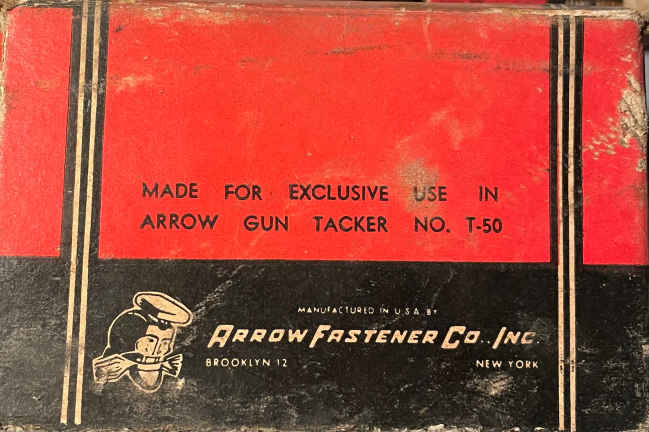 MADE FOR EXCLUSIVE USE IN
ARROW GUN TACKER NO. T-50
MANUFACTURED IN U.S.A. BY
ARROW FASTENER CO., INC.
BROOKLYN 12 NEW YORK